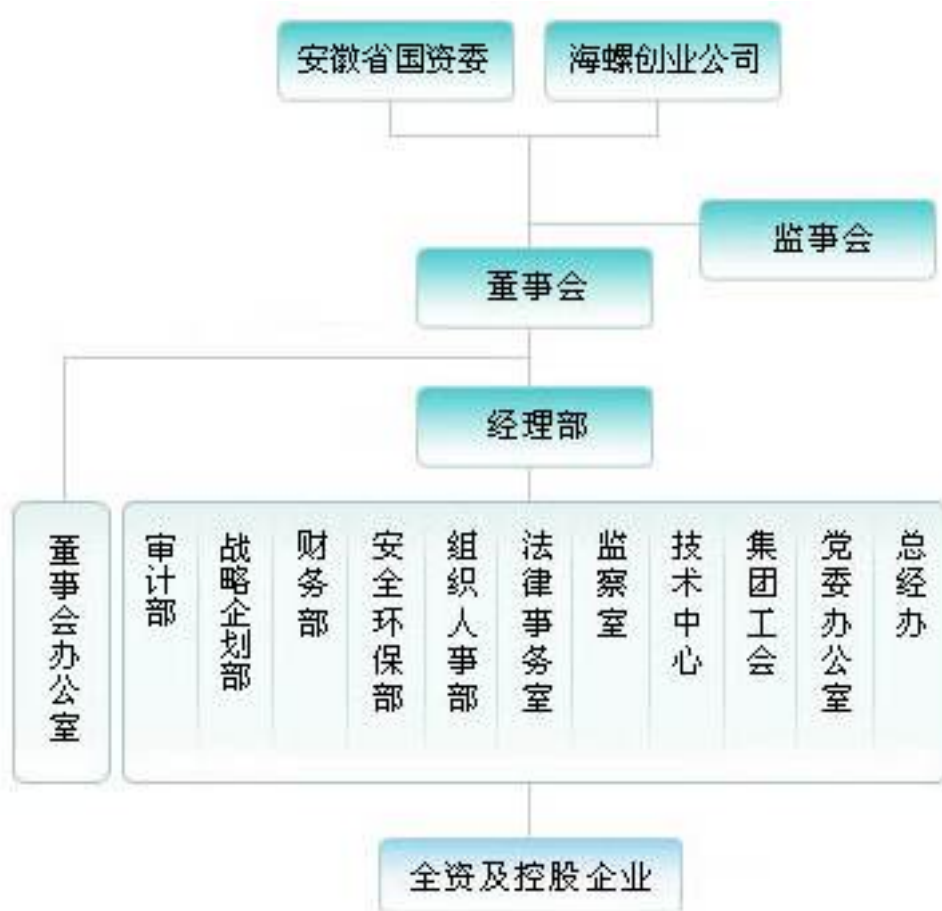 安徽省国资委
海螺创业公司
监事会
董事会
经理部
董事会办公室
审计部
战略企划部
财务部
安全环保部
组织人事部
法律事务室
监察室
技术中心
集团工会
党委办公室
总经办
全资及控股企业